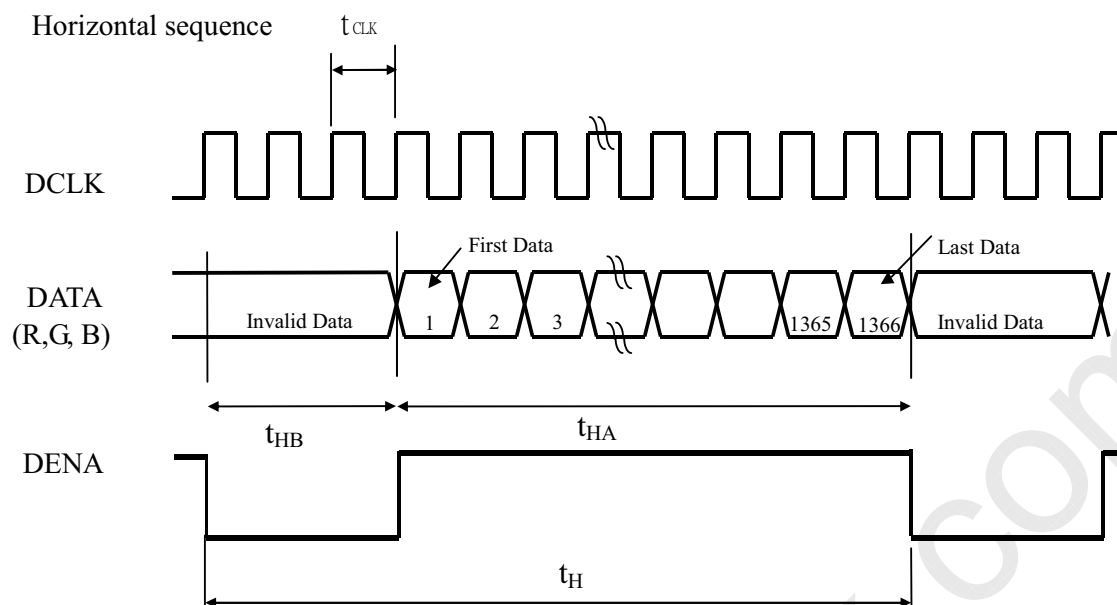 Horizontal sequence
tCLK
DCLK
First Data
Last Data
DATA
(R,G, B)
Invalid Data
1
2
3
1365
1366
Invalid Data
tHB
tHA
DENA
tH
com